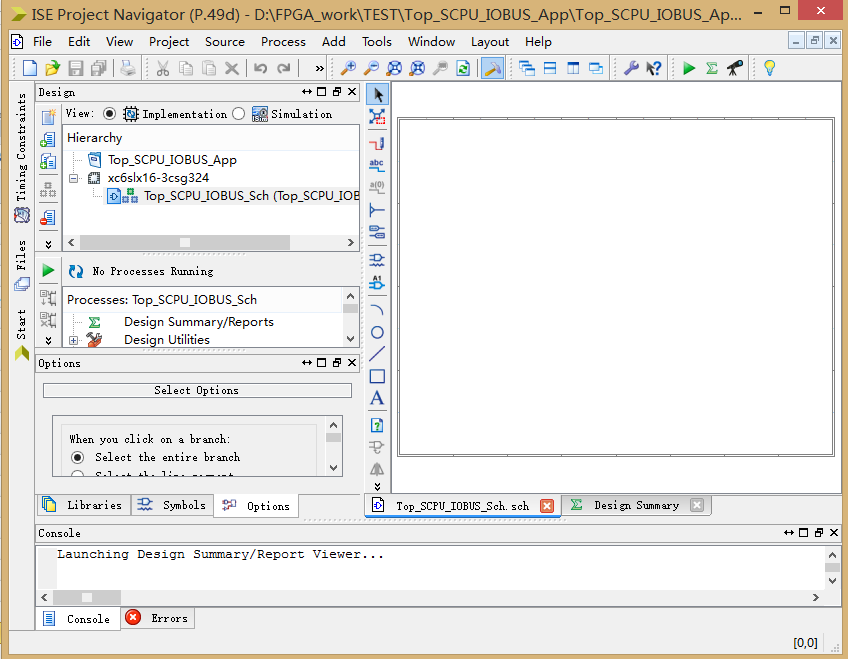 ISE Project Navigator (P.49d) - D:\FPGA_work\TEST\Top_SCPU_IOBUS_App\Top_SCPU_IOBUS_Ap...
File Edit View Project Source Process Add Tools Window Layout Help
»
Timing Constraints
Files
Start
Design
View: Implementation Simulation
Hierarchy
Top_SCPU_IOBUS_App
xc6slx16-3csg324
Top_SCPU_IOBUS_Sch (Top_SCPU_IOB
No Processes Running
Processes: Top_SCPU_IOBUS_Sch
Design Summary/Reports
Design Utilities
Options
Select Options
When you click on a branch:
Select the entire branch
Select the line segment
abc
a(0)
A1
A
Libraries Symbols Options
Top_SCPU_IOBUS_Sch.sch Design Summary
Console
Launching Design Summary/Report Viewer...
Console Errors
[0,0]